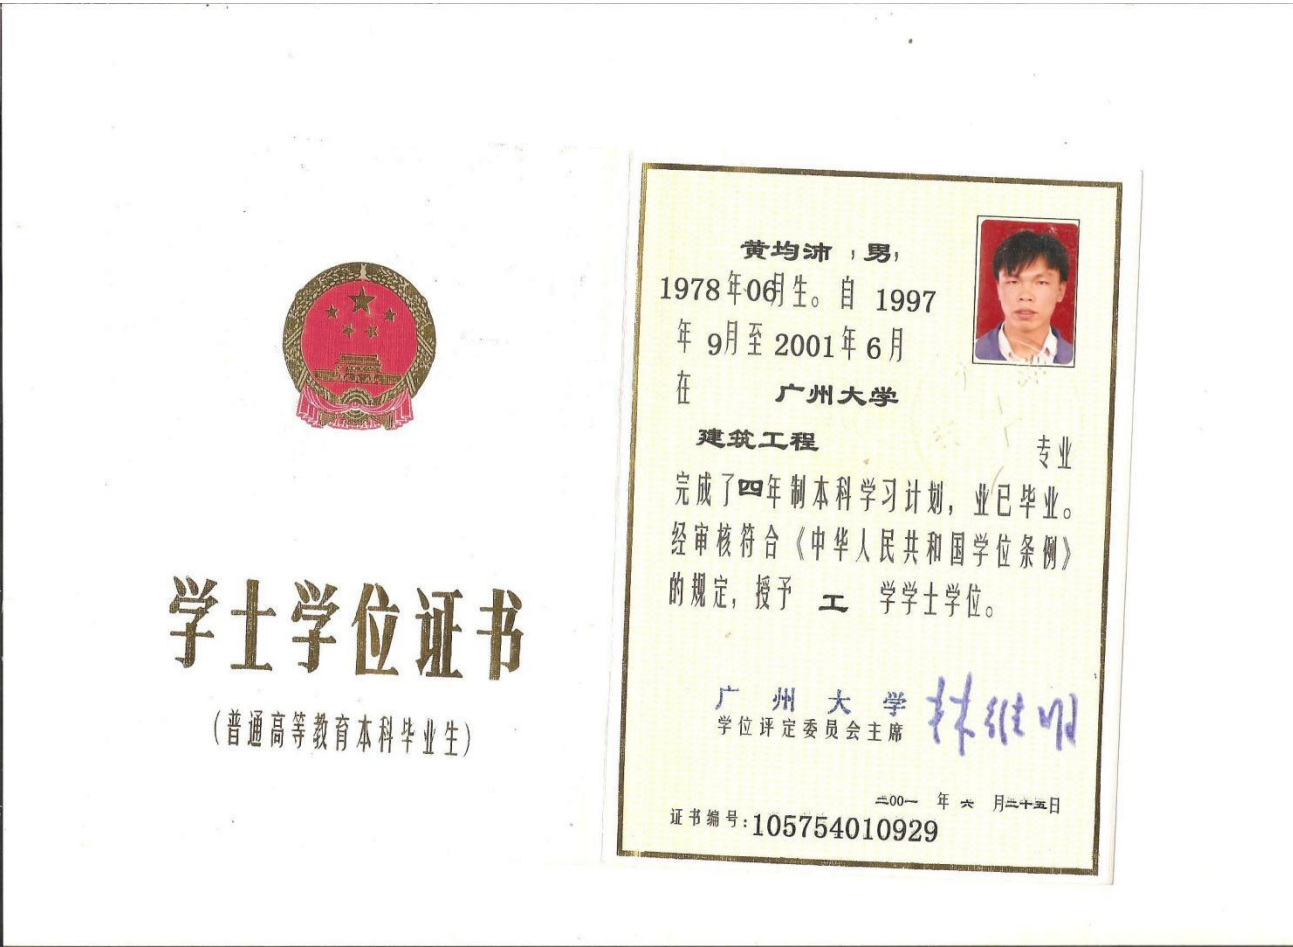 学士学位证书
(普通高等教育本科毕业生)
黄均沛，男，
1978年06月生。自 1997
年 9月至 2001年 6月
在 广州大学
建筑工程 专业
完成了四年制本科学习计划，业已毕业。
经审核符合《中华人民共和国学位条例》
的规定，授予 工 学学士学位。
广州大学 林维明
学位评定委员会主席
二00一 年 六 月二十五日
证书编号:105754010929